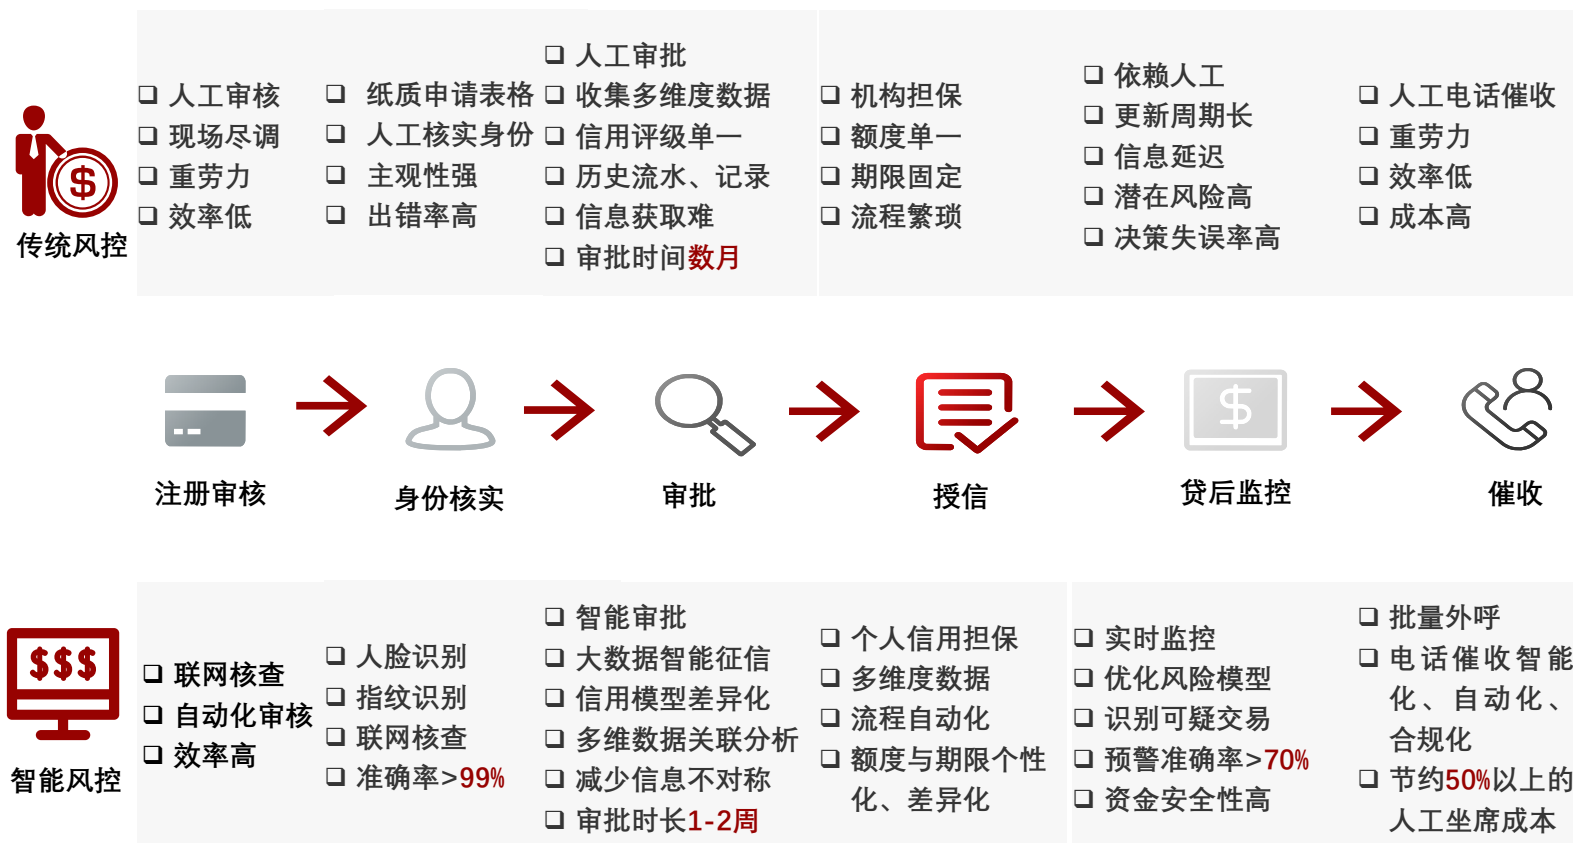 人工审核
现场尽调
重劳力
效率低
纸质申请表格
人工核实身份
主观性强
出错率高
人工审批
收集多维度数据
信用评级单一
历史流水、记录
信息获取难
审批时间数月
机构担保
额度单一
期限固定
流程繁琐
依赖人工
更新周期长
信息延迟
潜在风险高
决策失误率高
人工电话催收
重劳力
效率低
成本高
$
传统风控
注册审核
身份核实
审批
授信
$
贷后监控
催收
$$$
智能风控
联网核查
自动化审核
效率高
人脸识别
指纹识别
联网核查
准确率>99%
智能审批
大数据智能征信
信用模型差异化
多维数据关联分析
减少信息不对称
审批时长1-2周
个人信用担保
多维度数据
流程自动化
额度与期限个性
化、差异化
实时监控
优化风险模型
识别可疑交易
预警准确率>70%
资金安全性高
批量外呼
电话催收智能
化、自动化、
合规化
节约50%以上的
人工坐席成本